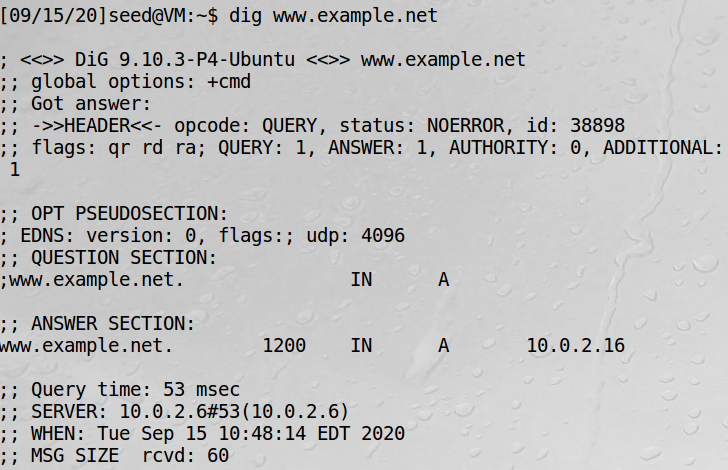 [09/15/20]seed@VM:~$ dig www.example.net
; <<>> DiG 9.10.3-P4-Ubuntu <<>> www.example.net
;; global options: +cmd
;; Got answer:
;; ->>HEADER<<- opcode: QUERY, status: NOERROR, id: 38898
;; flags: qr rd ra; QUERY: 1, ANSWER: 1, AUTHORITY: 0, ADDITIONAL:
1
;; OPT PSEUDOSECTION:
; EDNS: version: 0, flags:; udp: 4096
;; QUESTION SECTION:
;www.example.net. IN A
;; ANSWER SECTION:
www.example.net. 1200 IN A 10.0.2.16
;; Query time: 53 msec
;; SERVER: 10.0.2.6#53(10.0.2.6)
;; WHEN: Tue Sep 15 10:48:14 EDT 2020
;; MSG SIZE rcvd: 60